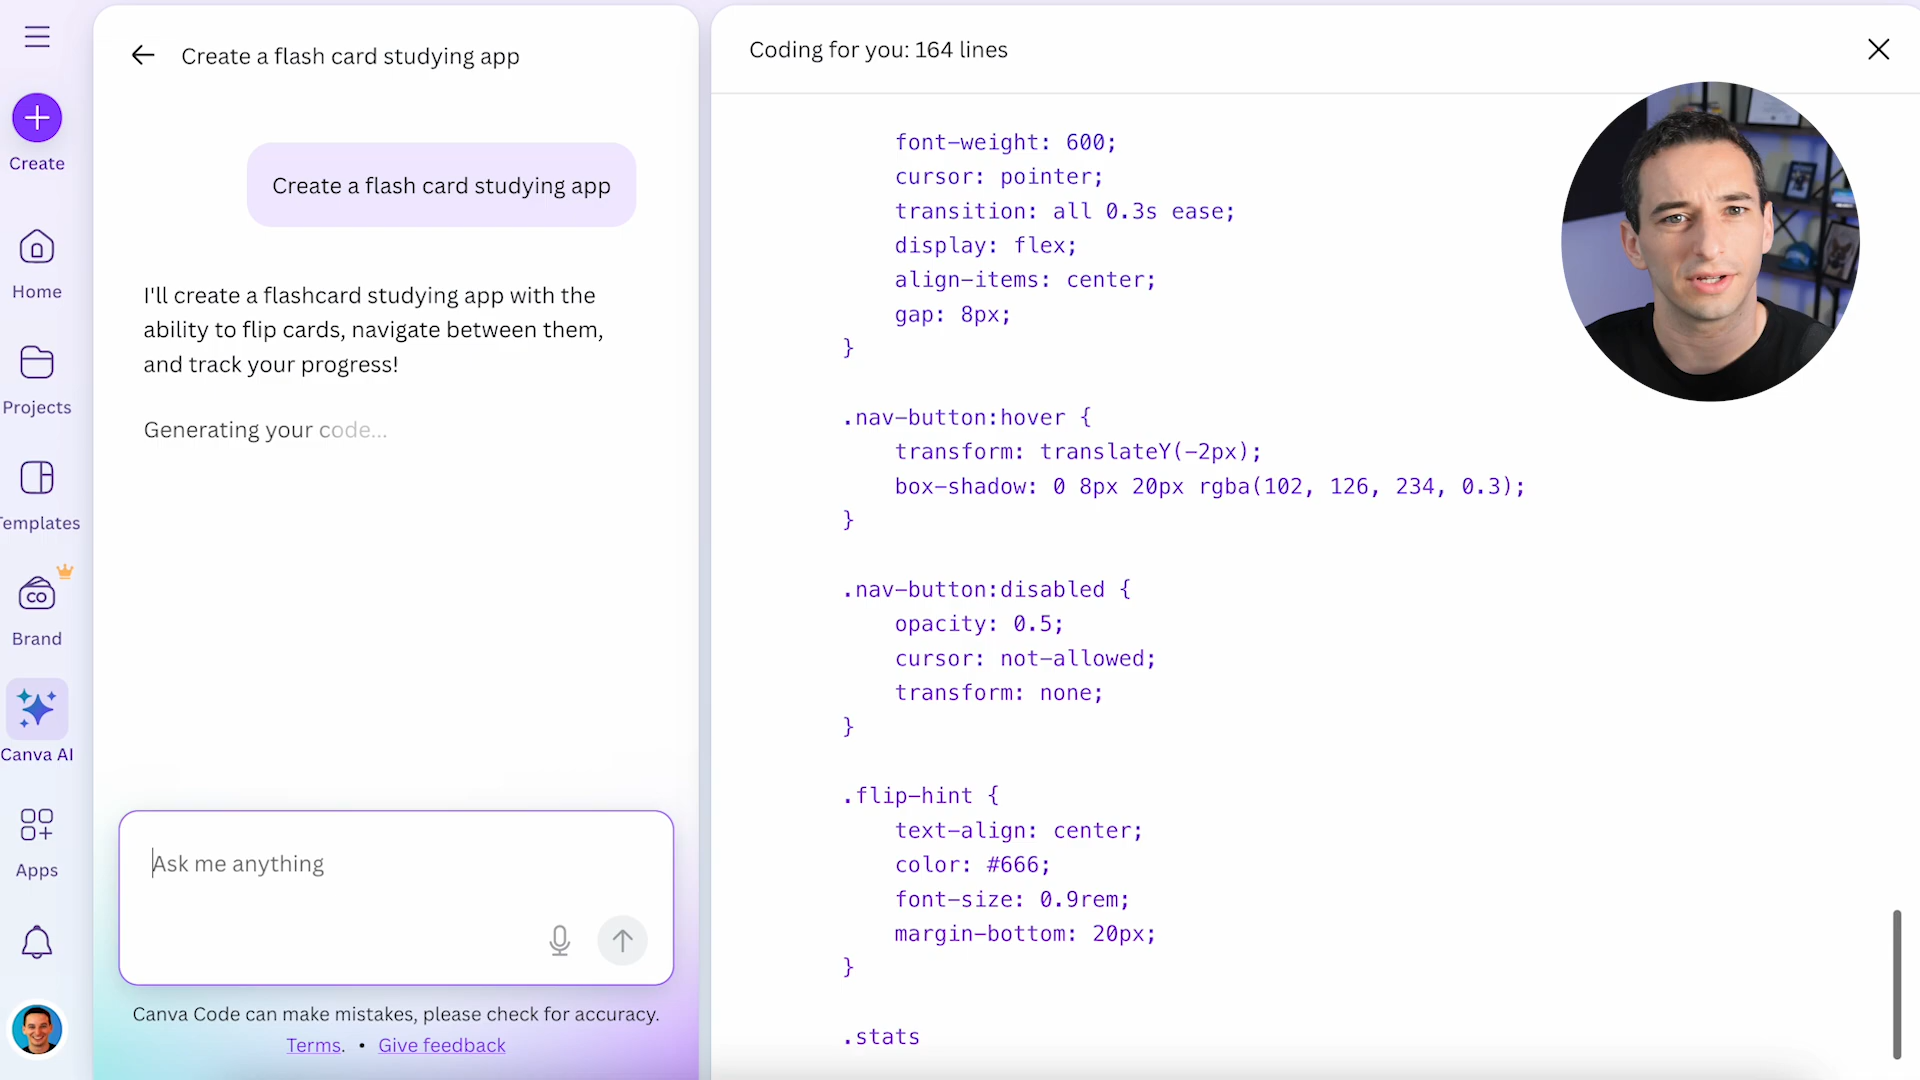 Create
Home
Projects
Templates
CO
Brand
Canva AI
Apps
Create a flash card studying app
Create a flash card studying app
I'll create a flashcard studying app with the
ability to flip cards, navigate between them,
and track your progress!
Generating your code...
Ask me anything
Canva Code can make mistakes, please check for accuracy.
Terms. • Give feedback
Coding for you: 164 lines
font-weight: 600;
cursor: pointer;
transition: all 0.3s ease;
display: flex;
align-items: center;
gap: 8px;
}
.nav-button:hover {
transform: translateY(-2px);
box-shadow: 0 8px 20px rgba(102, 126, 234, 0.3);
}
.nav-button:disabled {
opacity: 0.5;
cursor: not-allowed;
transform: none;
}
.flip-hint {
text-align: center;
color: #666;
font-size: 0.9rem;
margin-bottom: 20px;
}
.stats